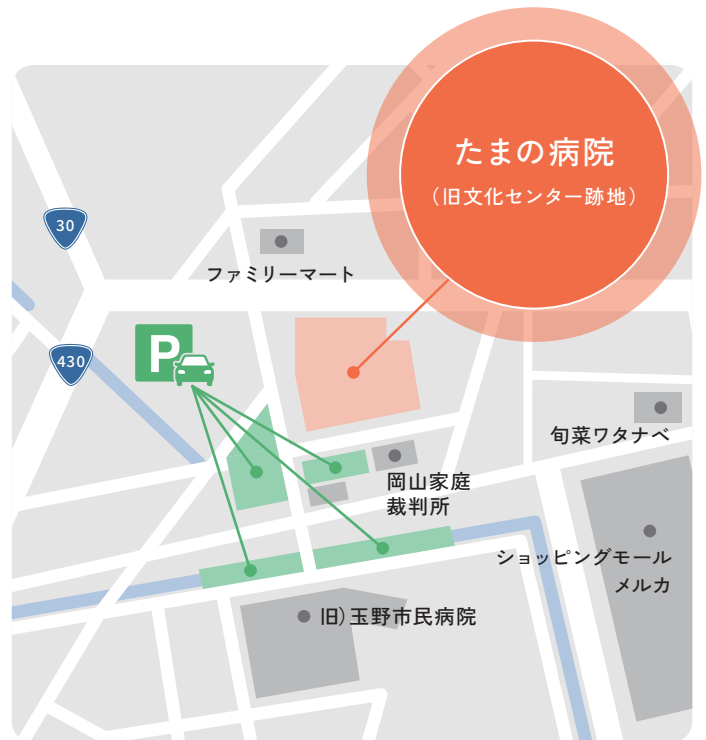 たまの病院
（旧文化センター跡地）
30
ファミリーマート
430
P
旬菜ワタナベ
岡山家庭
裁判所
ショッピングモール
メルカ
旧）玉野市民病院